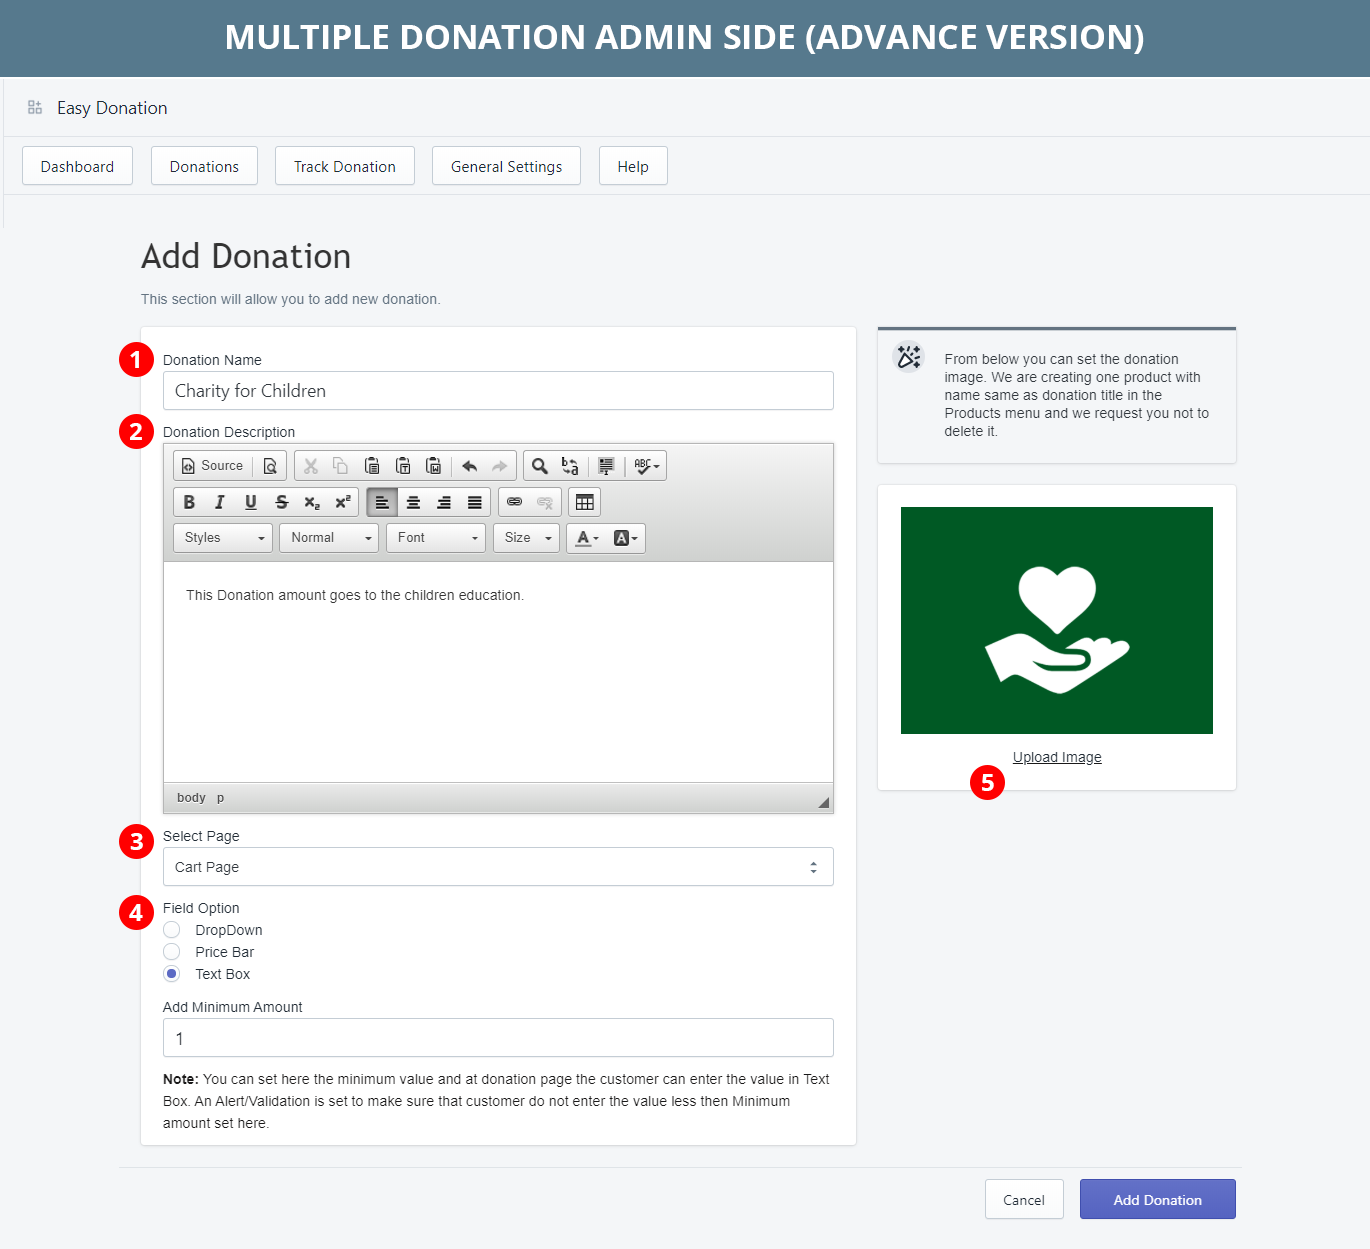 MULTIPLE DONATION ADMIN SIDE (ADVANCE VERSION)
Easy Donation
Dashboard
Donations
Track Donation
General Settings
Help
Add Donation
This section will allow you to add new donation.
1
Donation Name
Charity for Children
2
Donation Description
Source
ABC
B I U S x₂ x²
Styles
Normal
Font
Size
A
A
This Donation amount goes to the children education.
body p
3
Select Page
Cart Page
4
Field Option
DropDown
Price Bar
Text Box
Add Minimum Amount
1
Note: You can set here the minimum value and at donation page the customer can enter the value in Text
Box. An Alert/Validation is set to make sure that customer do not enter the value less then Minimum
amount set here.
From below you can set the donation
image. We are creating one product with
name same as donation title in the
Products menu and we request you not to
delete it.
Upload Image
5
Cancel
Add Donation